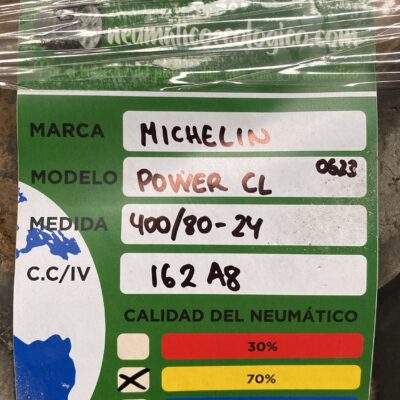 neumaticoecologico.com
MARCA MICHELIN
MODELO POWER CL 0623
MEDIDA 400/80-24
C.C/IV 162 A8
CALIDAD DEL NEUMÁTICO
30%
X 70%